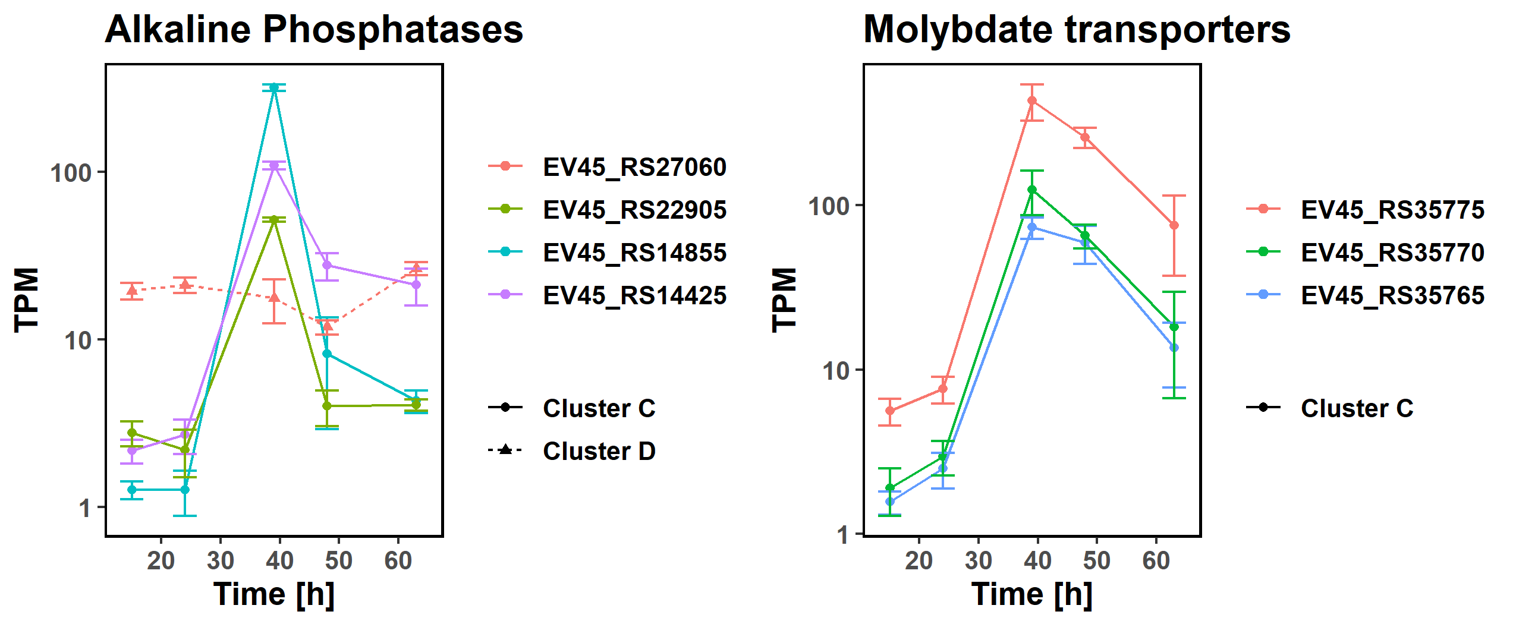 Alkaline Phosphatases
TPM
100
10
1
20 30 40 50 60
Time [h]
EV45_RS27060
EV45_RS22905
EV45_RS14855
EV45_RS14425
Cluster C
Cluster D
Molybdate transporters
TPM
100
10
1
20 30 40 50 60
Time [h]
EV45_RS35775
EV45_RS35770
EV45_RS35765
Cluster C